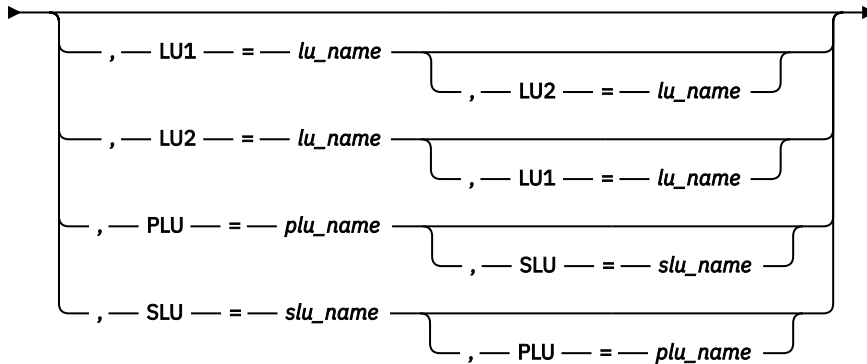 , LU1 = lu_name
, LU2 = lu_name
, LU2 = lu_name
, LU1 = lu_name
, PLU = plu_name
, SLU = slu_name
, SLU = slu_name
, PLU = plu_name